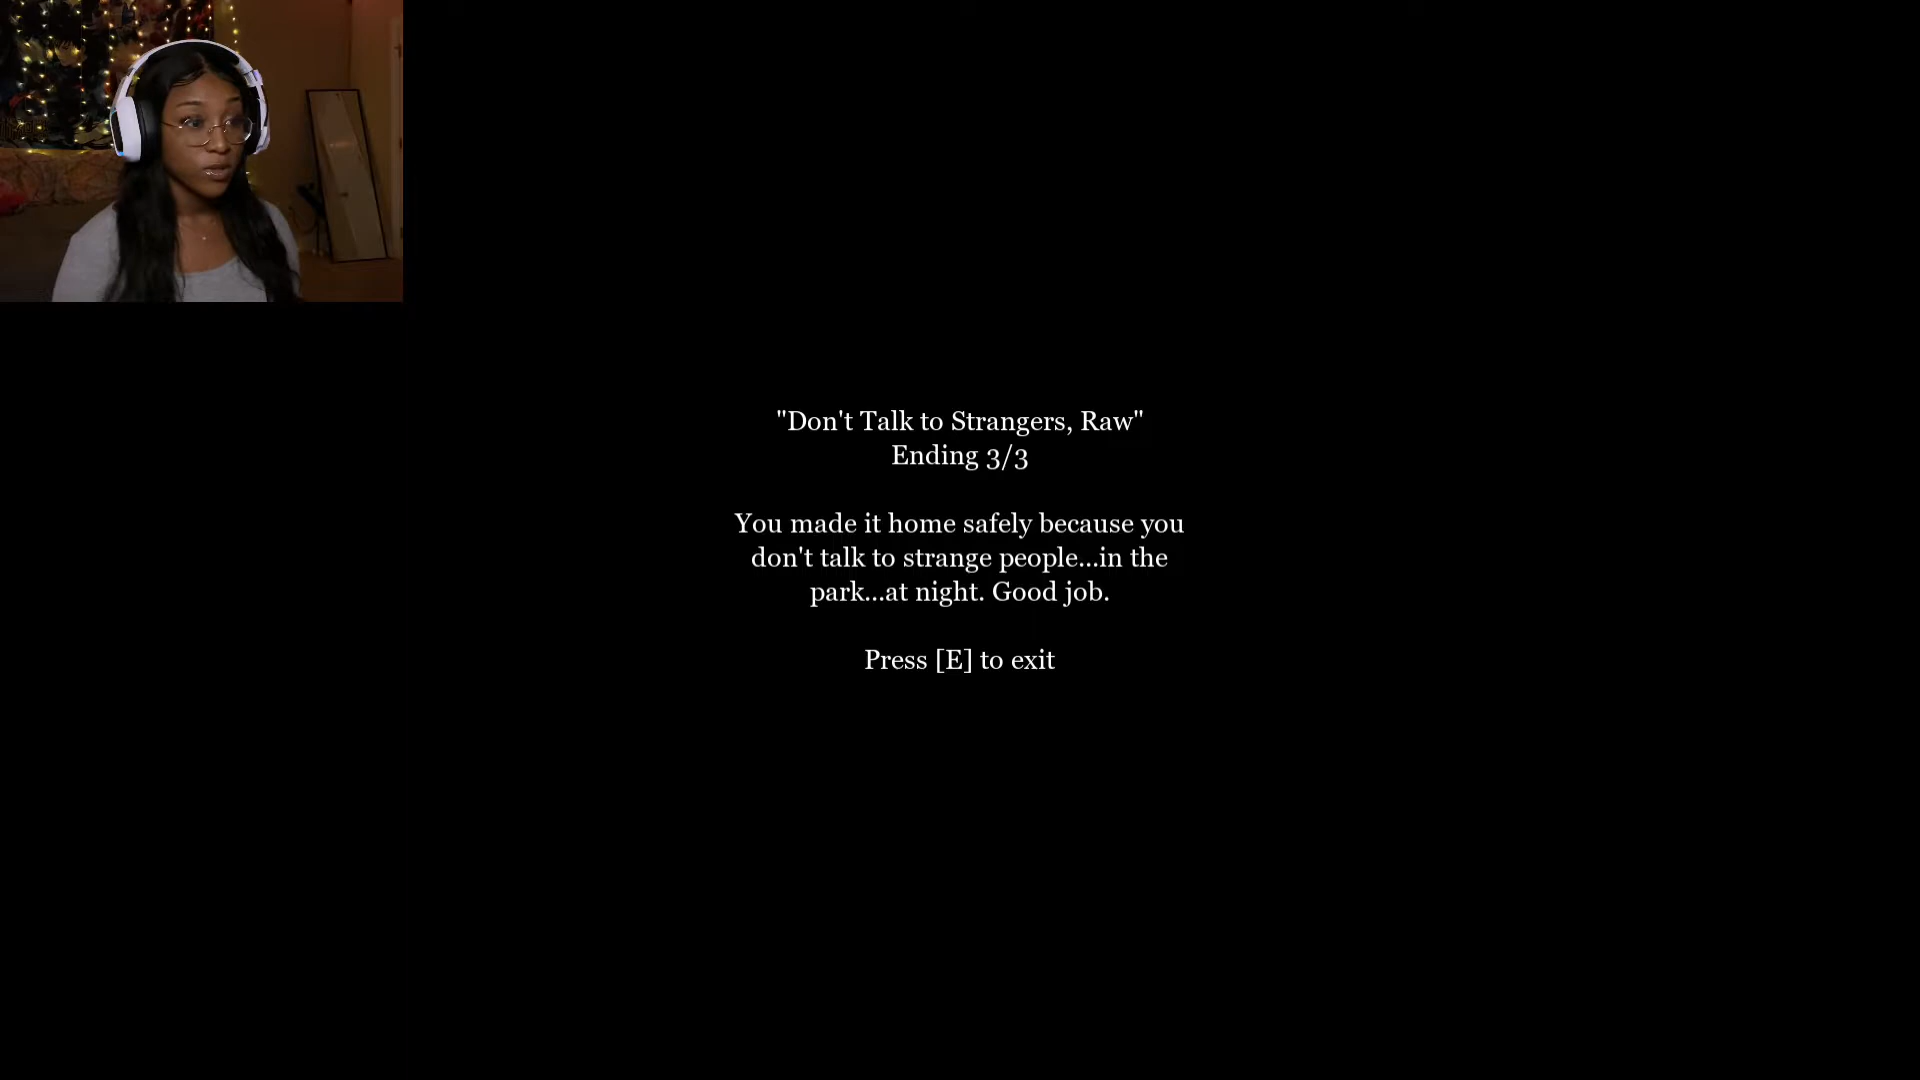 "Don't Talk to Strangers, Raw"
Ending 3/3
You made it home safely because you
don't talk to strange people...in the
park...at night. Good job.
Press [E] to exit